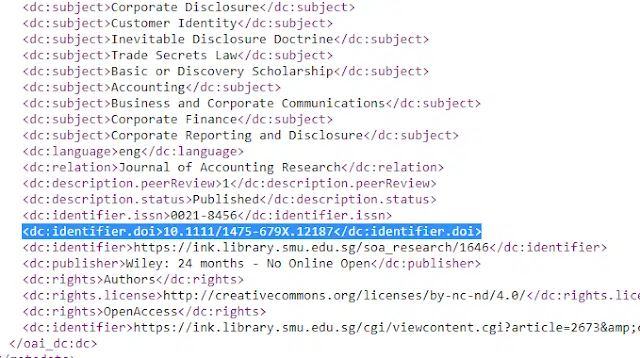 <dc:subject>Corporate Disclosure</dc:subject>
<dc:subject>Customer Identity</dc:subject>
<dc:subject>Inevitable Disclosure Doctrine</dc:subject>
<dc:subject>Trade Secrets Law</dc:subject>
<dc:subject>Basic or Discovery Scholarship</dc:subject>
<dc:subject>Accounting</dc:subject>
<dc:subject>Business and Corporate Communications</dc:subject>
<dc:subject>Corporate Finance</dc:subject>
<dc:subject>Corporate Reporting and Disclosure</dc:subject>
<dc:language>eng</dc:language>
<dc:relation>Journal of Accounting Research</dc:relation>
<dc:description.peerReview>1</dc:description.peerReview>
<dc:description.status>Published</dc:description.status>
<dc:identifier.issn>0021-8456</dc:identifier.issn>
<dc:identifier.doi>10.1111/1475-679X.12187</dc:identifier.doi>
<dc:identifier>https://ink.library.smu.edu.sg/soa_research/1646</dc:identifier>
<dc:publisher>Wiley: 24 months - No Online Open</dc:publisher>
<dc:rights>Authors</dc:rights>
<dc:rights.license>http://creativecommons.org/licenses/by-nc-nd/4.0/</dc:rights.lice
<dc:rights>OpenAccess</dc:rights>
<dc:identifier>https://ink.library.smu.edu.sg/cgi/viewcontent.cgi?article=2673&amp;c
</oai_dc:dc>